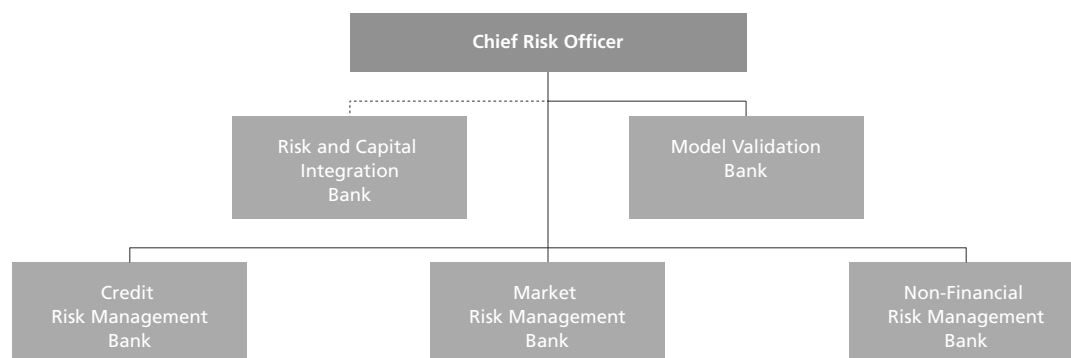 Chief Risk Officer
Risk and Capital
Integration
Bank
Model Validation
Bank
Credit
Risk Management
Bank
Market
Risk Management
Bank
Non-Financial
Risk Management
Bank